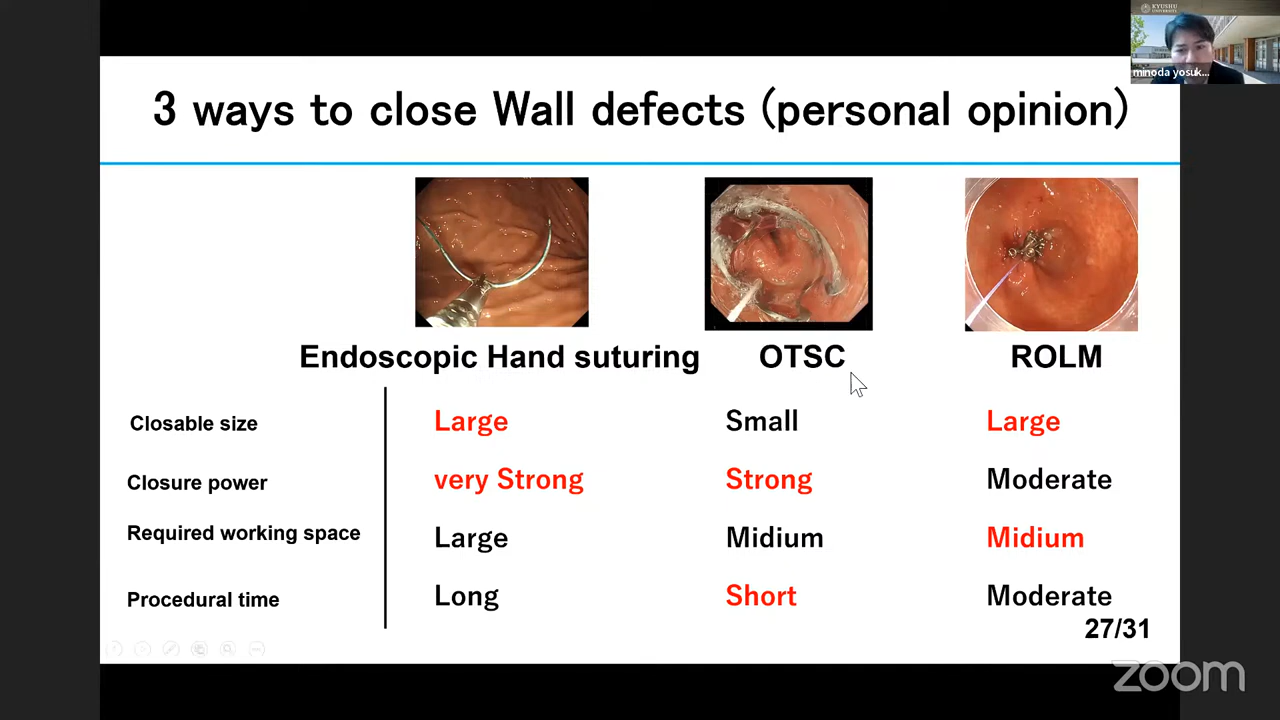 KYUSHU
UNIVERSITY
minoda yosuk...
3 ways to close Wall defects (personal opinion)
Endoscopic Hand suturing OTSC ROLM
Closable size Large Small Large
Closure power very Strong Strong Moderate
Required working space Large Midium Midium
Procedural time Long Short Moderate
27/31
zoom